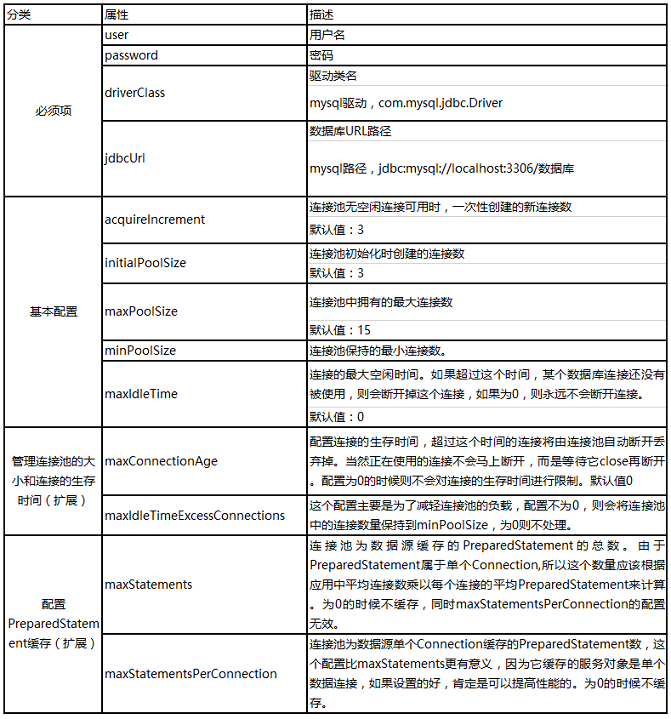 分类 属性 描述
必须项
user 用户名
password 密码
driverClass
驱动类名
mysql驱动，com.mysql.jdbc.Driver
jdbcUrl
数据库URL路径
mysql路径，jdbc:mysql://localhost:3306/数据库
基本配置
acquireIncrement
连接池无空闲连接可用时，一次性创建的新连接数
默认值：3
initialPoolSize
连接池初始化时创建的连接数
默认值：3
maxPoolSize
连接池中拥有的最大连接数
默认值：15
minPoolSize 连接池保持的最小连接数。
maxIdleTime
连接的最大空闲时间。如果超过这个时间，某个数据库连接还没有
被使用，则会断开掉这个连接，如果为0，则永远不会断开连接。
默认值：0
管理连接池的大
小和连接的生存
时间（扩展）
maxConnectionAge
配置连接的生存时间，超过这个时间的连接将由连接池自动断开丢
弃掉。当然正在使用的连接不会马上断开，而是等待它close再断开
。配置为0的时候则不会对连接的生存时间进行限制。默认值0
maxIdleTimeExcessConnections
这个配置主要是为了减轻连接池的负载，配置不为0，则会将连接池
中的连接数量保持到minPoolSize，为0则不处理。
配置
PreparedStatem
ent缓存（扩展）
maxStatements
连接池为数据源缓存的PreparedStatement的总数。由于
PreparedStatement属于单个Connection,所以这个数量应该根据
应用中平均连接数乘以每个连接的平均PreparedStatement来计算
。为0的时候不缓存，同时maxStatementsPerConnection的配置
无效。
maxStatementsPerConnection
连接池为数据源单个Connection缓存的PreparedStatement数，这
个配置比maxStatements更有意义，因为它缓存的服务对象是单个
数据连接，如果设置的好，肯定是可以提高性能的。为0的时候不缓
存。